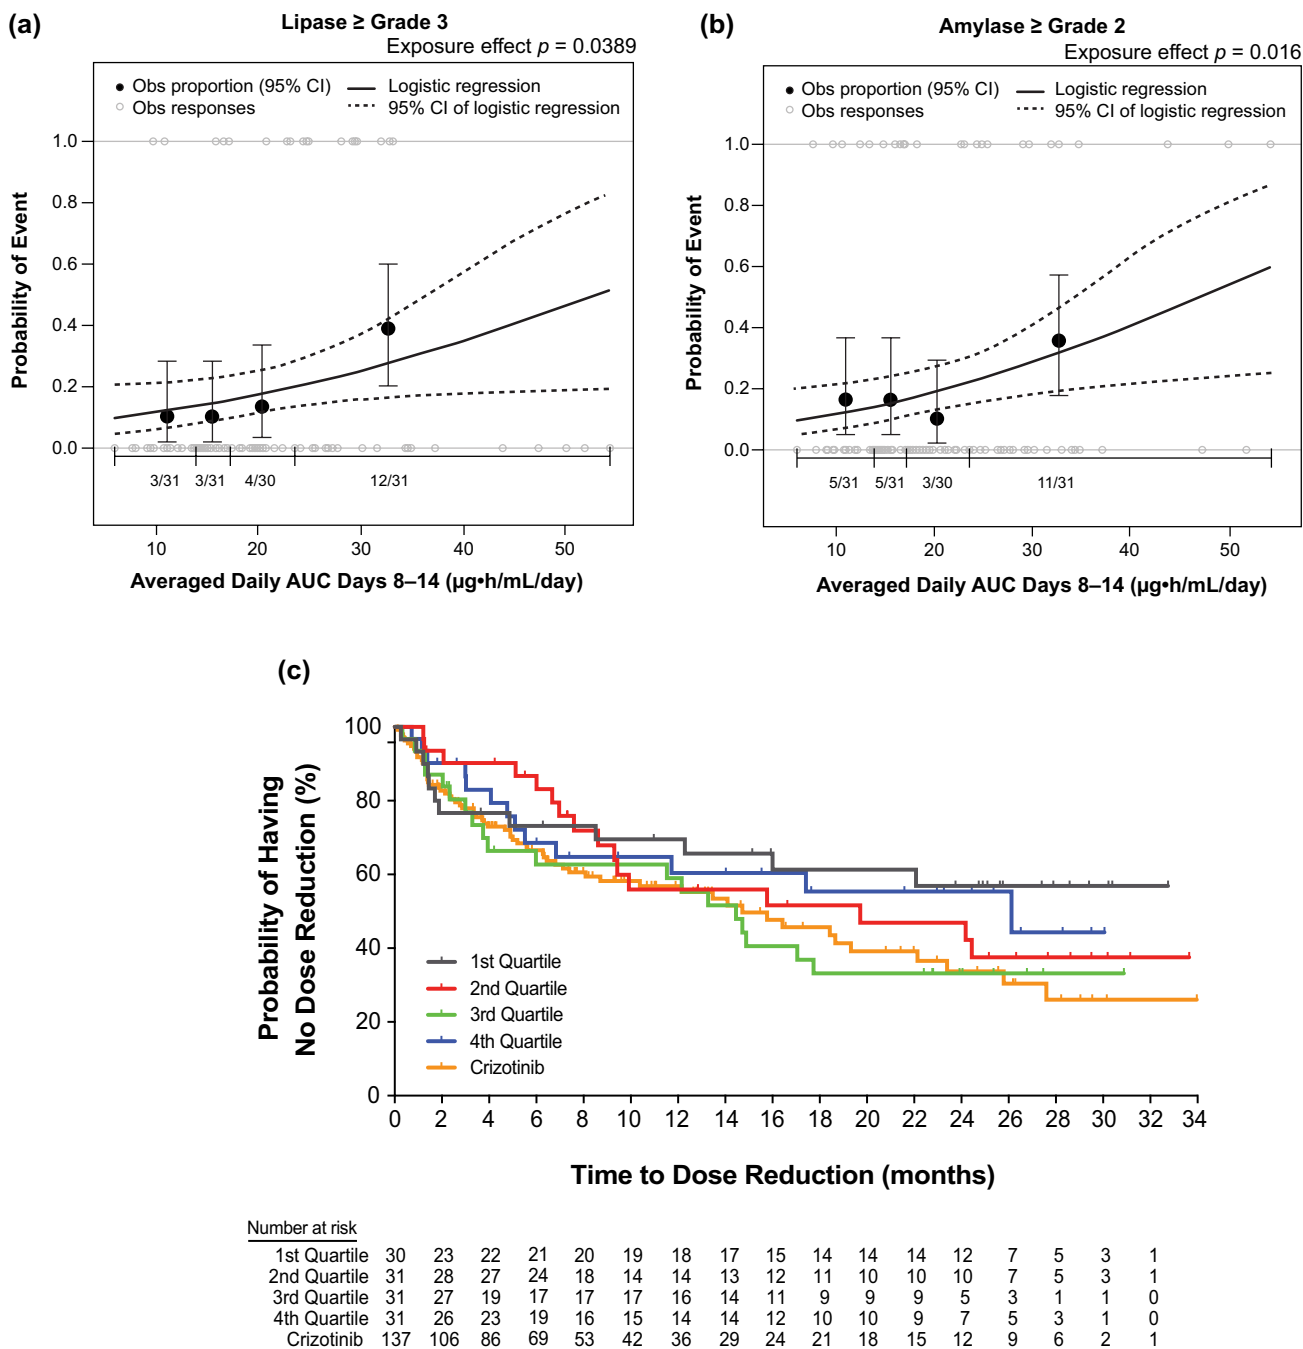 (a)
Lipase ≥ Grade 3
Exposure effect p = 0.0389
Obs proportion (95% CI)
Logistic regression
Obs responses
95% CI of logistic regression
Probability of Event
1.0
0.8
0.6
0.4
0.2
0.0
3/31 3/31 4/30 12/31
10 20 30 40 50
Averaged Daily AUC Days 8–14 (µg•h/mL/day)
(b)
Amylase ≥ Grade 2
Exposure effect p = 0.016
Obs proportion (95% CI)
Logistic regression
Obs responses
95% CI of logistic regression
Probability of Event
1.0
0.8
0.6
0.4
0.2
0.0
5/31 5/31 3/30 11/31
10 20 30 40 50
Averaged Daily AUC Days 8–14 (µg•h/mL/day)
(c)
Probability of Having
No Dose Reduction (%)
100
80
60
40
20
0
1st Quartile
2nd Quartile
3rd Quartile
4th Quartile
Crizotinib
0 2 4 6 8 10 12 14 16 18 20 22 24 26 28 30 32 34
Time to Dose Reduction (months)
Number at risk
1st Quartile 30 23 22 21 20 19 18 17 15 14 14 14 12 7 5 3 1
2nd Quartile 31 28 27 24 18 14 14 13 12 11 10 10 10 7 5 3 1
3rd Quartile 31 27 19 17 17 17 16 14 11 9 9 9 5 3 1 1 0
4th Quartile 31 26 23 19 16 15 14 14 12 10 10 9 7 5 3 1 0
Crizotinib 137 106 86 69 53 42 36 29 24 21 18 15 12 9 6 2 1